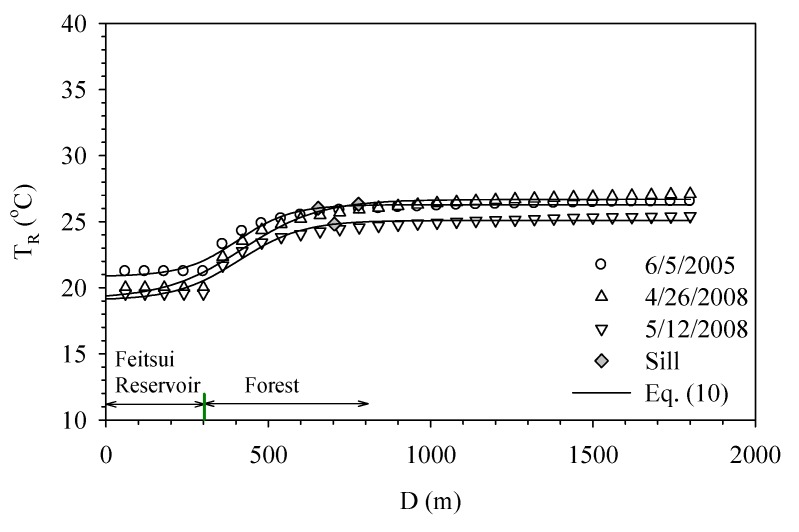 40
35
30
25
20
15
10
T_R (°C)
6/5/2005
4/26/2008
5/12/2008
Sill
Eq. (10)
Feitsui
Reservoir
Forest
0 500 1000 1500 2000
D (m)